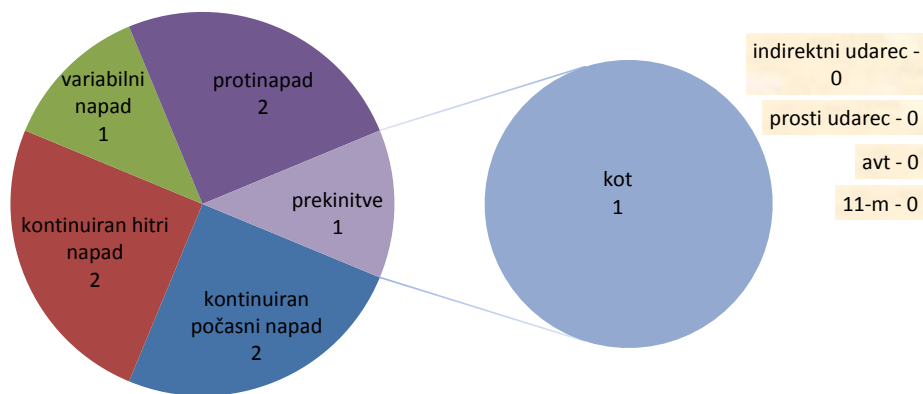 variabilni
napad
1
protinapad
2
prekinitve
1
kontinuiran hitri
napad
2
kontinuiran
počasni napad
2
kot
1
indirektni udarec -
0
prosti udarec - 0
avt - 0
11-m - 0